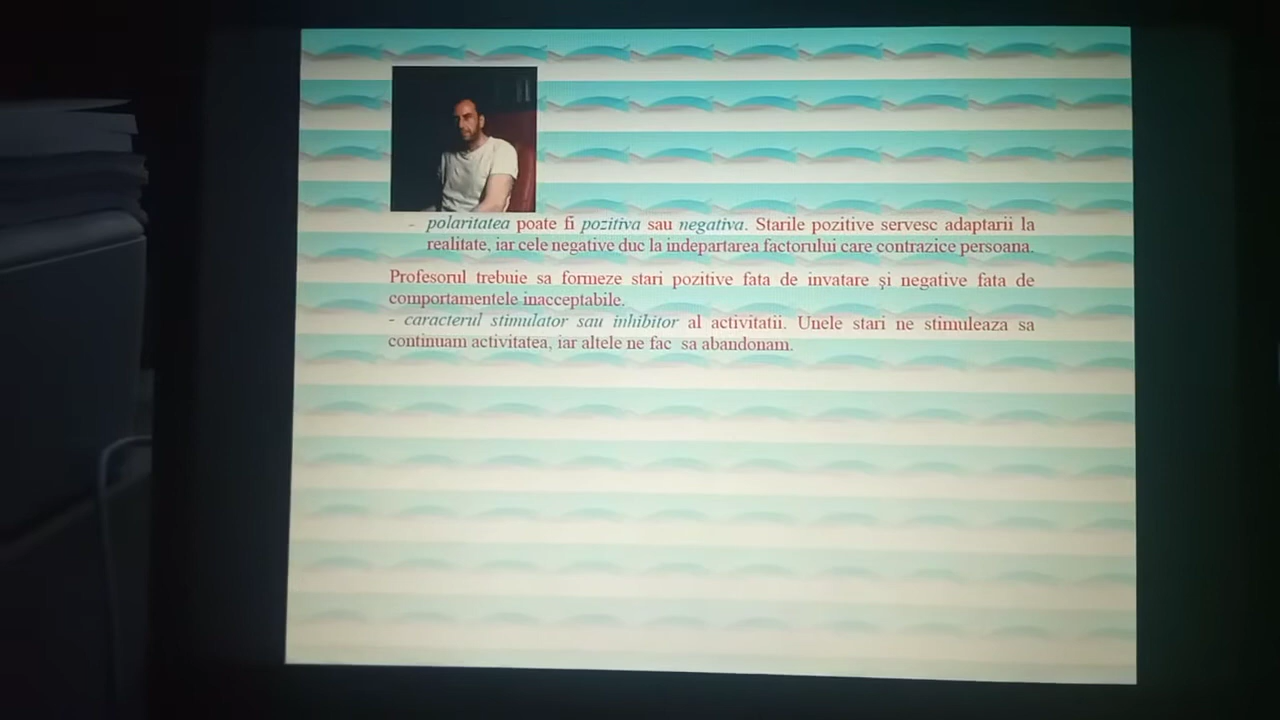 - polaritatea poate fi pozitiva sau negativa. Starile pozitive servesc adaptarii la
realitate, iar cele negative duc la indepartarea factorului care contrazice persoana.
Profesorul trebuie sa formeze stari pozitive fata de invatare şi negative fata de
comportamentele inacceptabile.
- caracterul stimulator sau inhibitor al activitatii. Unele stari ne stimuleaza sa
continuam activitatea, iar altele ne fac sa abandonam.